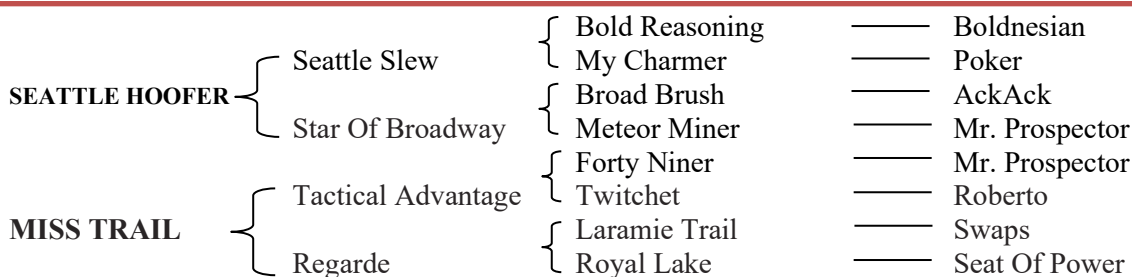 Bold Reasoning Boldnesian
Seattle Slew My Charmer Poker
SEATTLE HOOFER Broad Brush AckAck
Star Of Broadway Meteor Miner Mr. Prospector
Forty Niner Mr. Prospector
Tactical Advantage Twitchet Roberto
MISS TRAIL Laramie Trail Swaps
Regarde Royal Lake Seat Of Power